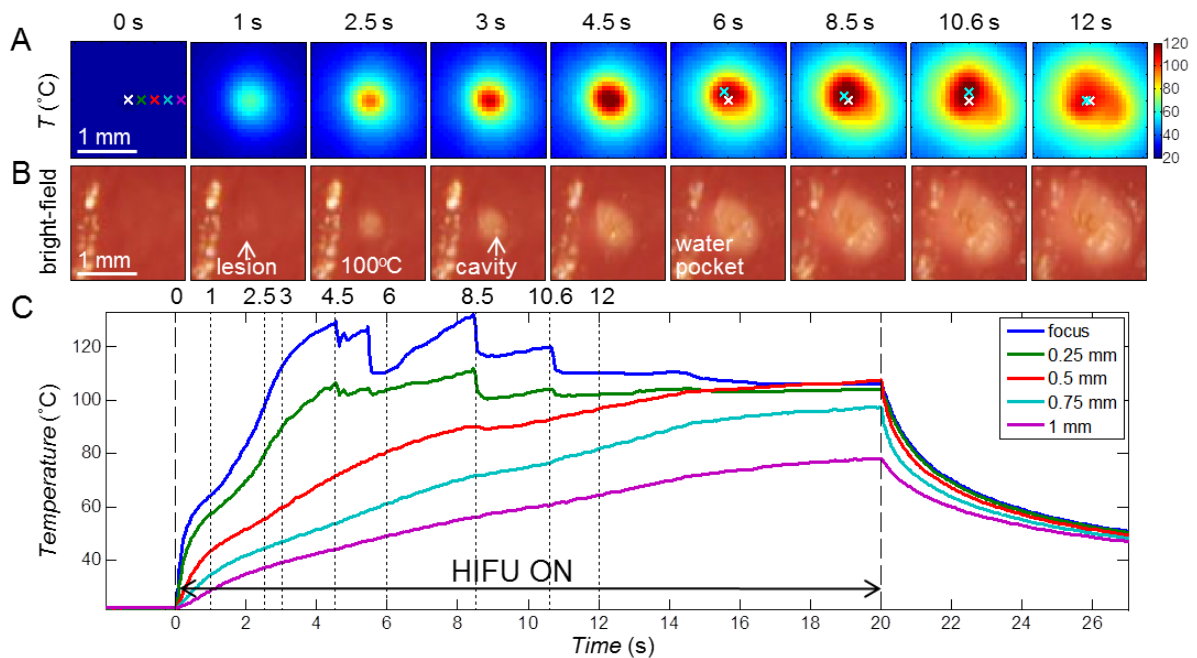 0 s 1 s 2.5 s 3 s 4.5 s 6 s 8.5 s 10.6 s 12 s
A
T (°C)
1 mm
120
100
80
60
40
20
B
bright-field
1 mm
lesion
100°C
cavity
water
pocket
0 1 2.5 3 4.5 6 8.5 10.6 12
C
Temperature (°C)
120
100
80
60
40
focus
0.25 mm
0.5 mm
0.75 mm
1 mm
HIFU ON
0 2 4 6 8 10 12 14 16 18 20 22 24 26
Time (s)